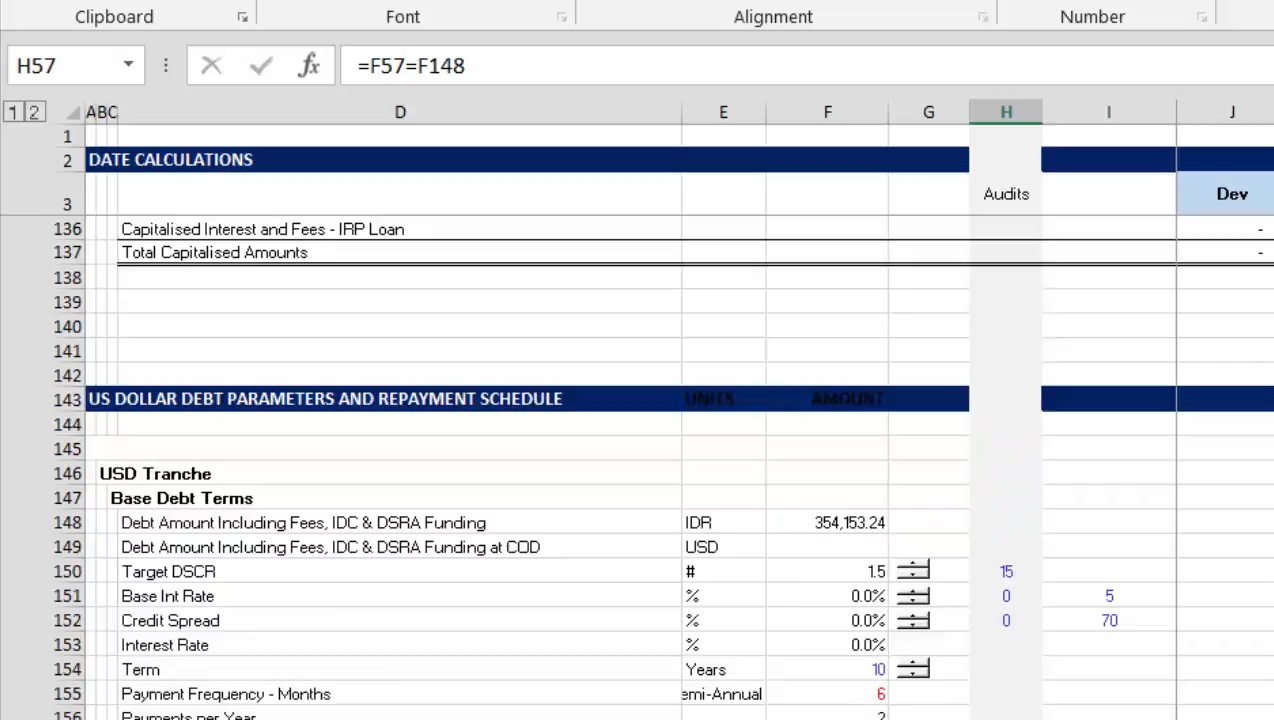 Clipboard Font Alignment Number
H57 fx =F57=F148
1 2 A B C D E F G H I J
1
2 DATE CALCULATIONS
3 Audits Dev
136 Capitalised Interest and Fees - IRP Loan -
137 Total Capitalised Amounts -
138
139
140
141
142
143 US DOLLAR DEBT PARAMETERS AND REPAYMENT SCHEDULE UNITS AMOUNT
144
145
146 USD Tranche
147 Base Debt Terms
148 Debt Amount Including Fees, IDC & DSRA Funding IDR 354,153.24
149 Debt Amount Including Fees, IDC & DSRA Funding at COD USD
150 Target DSCR # 1.5 15
151 Base Int Rate % 0.0% 0 5
152 Credit Spread % 0.0% 0 70
153 Interest Rate % 0.0%
154 Term Years 10
155 Payment Frequency - Months emi-Annual 6
156 Payments per Year 2